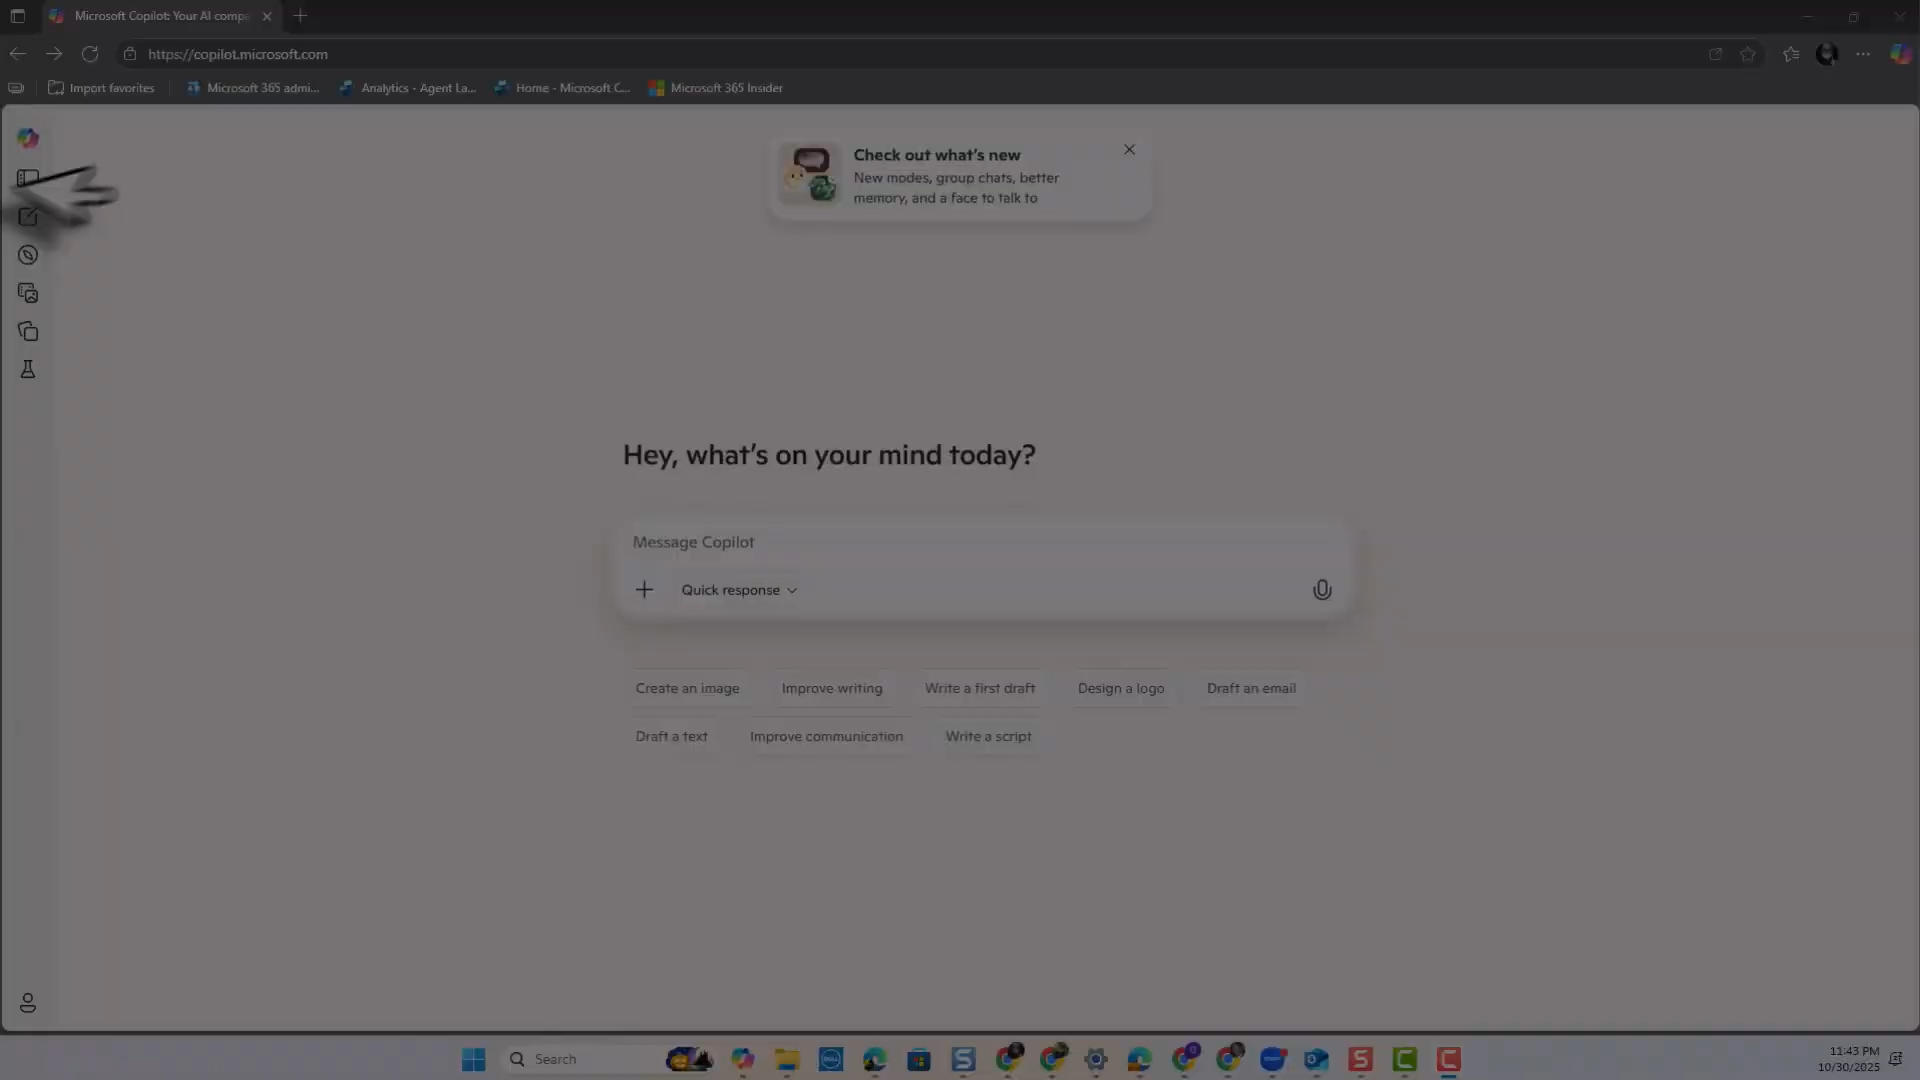 Microsoft Copilot: Your AI compa
https://copilot.microsoft.com
Import favorites
Microsoft 365 admi...
Analytics - Agent La...
Home - Microsoft C...
Microsoft 365 Insider
Check out what's new
New modes, group chats, better
memory, and a face to talk to
Hey, what's on your mind today?
Message Copilot
Quick response
Create an image
Improve writing
Write a first draft
Design a logo
Draft an email
Draft a text
Improve communication
Write a script
Search
11:43 PM
10/30/2025